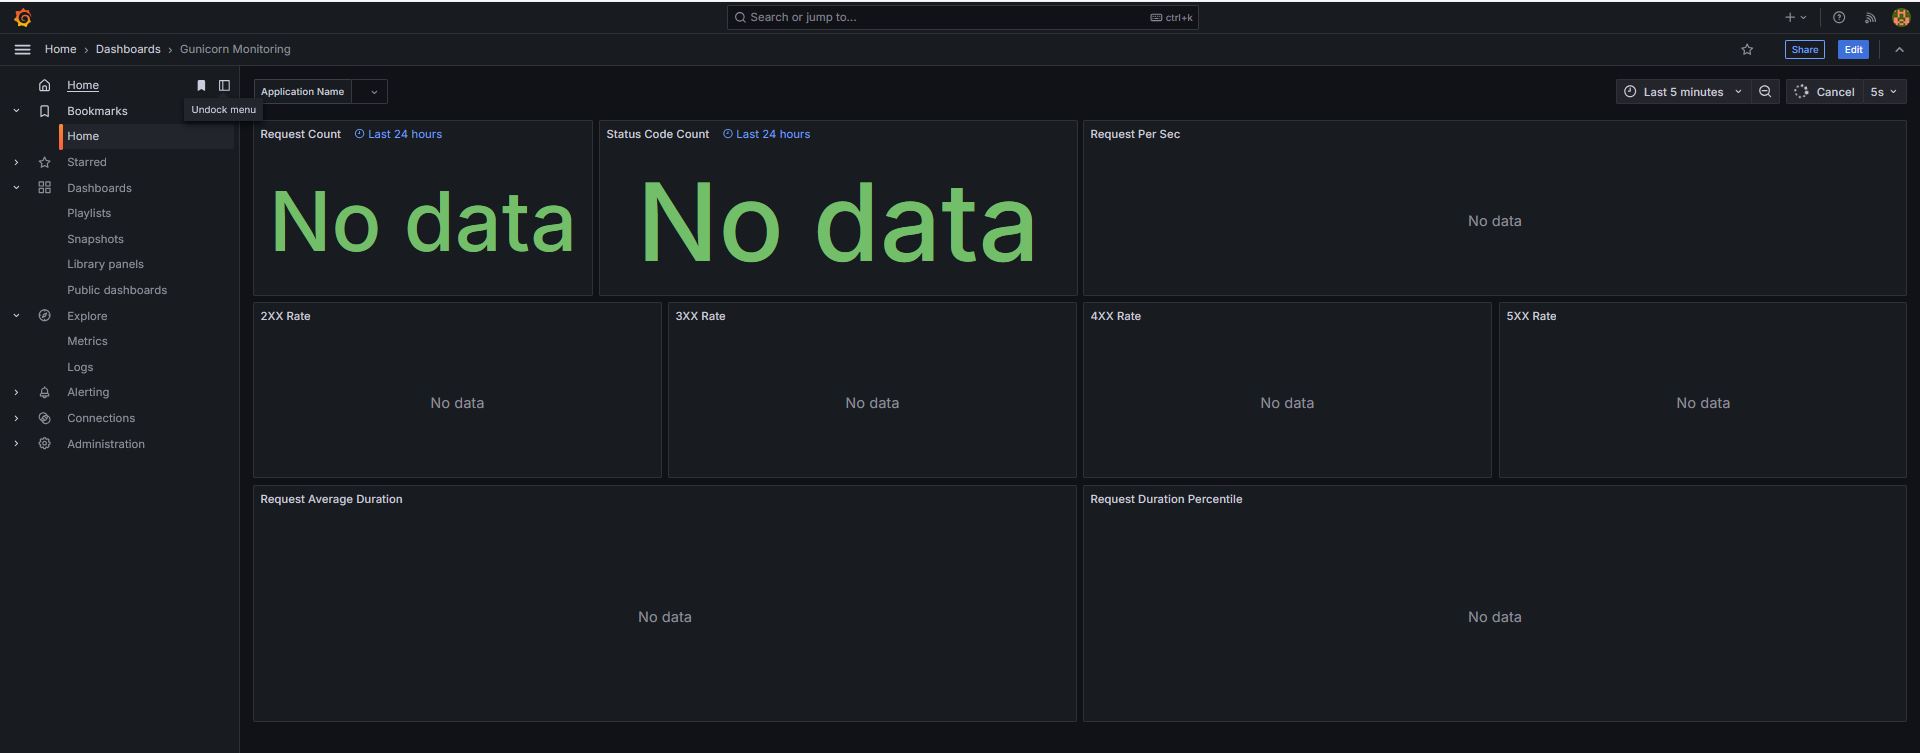 Search or jump to...
ctrl+k
Home › Dashboards › Gunicorn Monitoring
Share
Edit
Home
Undock menu
Bookmarks
Home
Starred
Dashboards
Playlists
Snapshots
Library panels
Public dashboards
Explore
Metrics
Logs
Alerting
Connections
Administration
Application Name
Last 5 minutes
Cancel
5s
Request Count
Last 24 hours
No data
Status Code Count
Last 24 hours
No data
Request Per Sec
No data
2XX Rate
No data
3XX Rate
No data
4XX Rate
No data
5XX Rate
No data
Request Average Duration
No data
Request Duration Percentile
No data